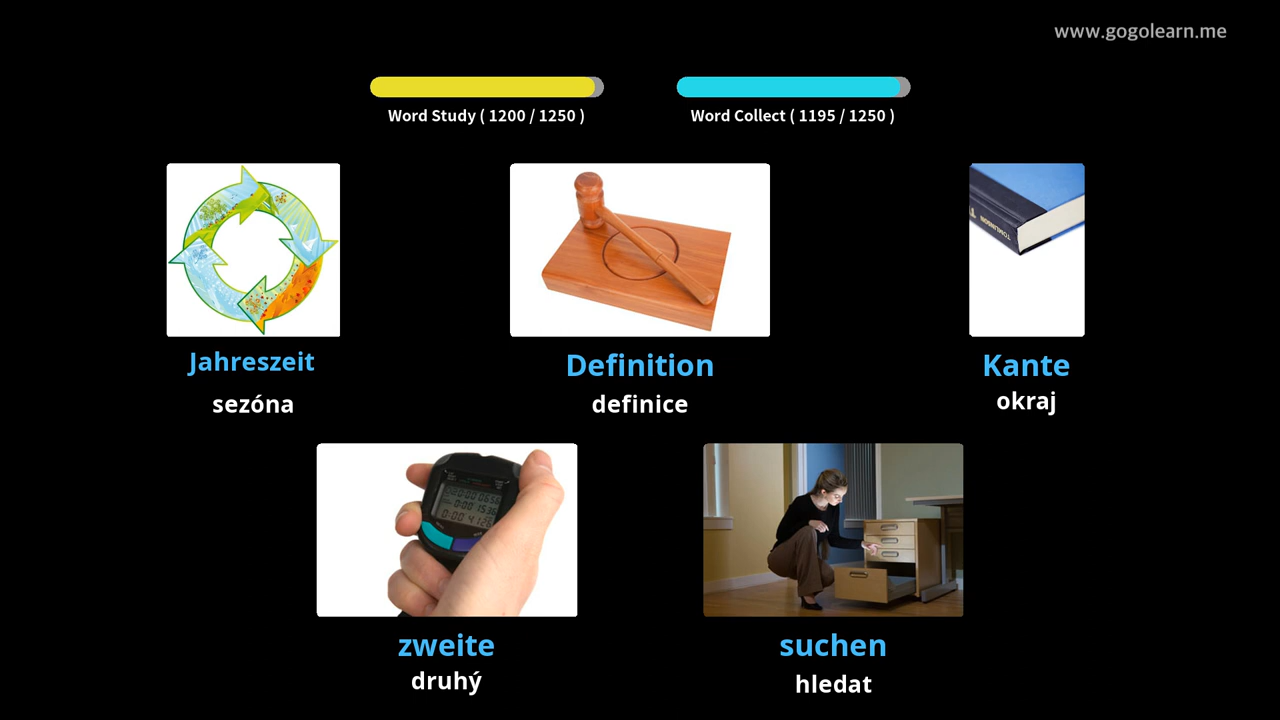 www.gogolearn.me
Word Study ( 1200 / 1250 )
Word Collect ( 1195 / 1250 )
TOMLINSON
Jahreszeit
Definition
Kante
sezóna
definice
okraj
zweite
suchen
druhý
hledat